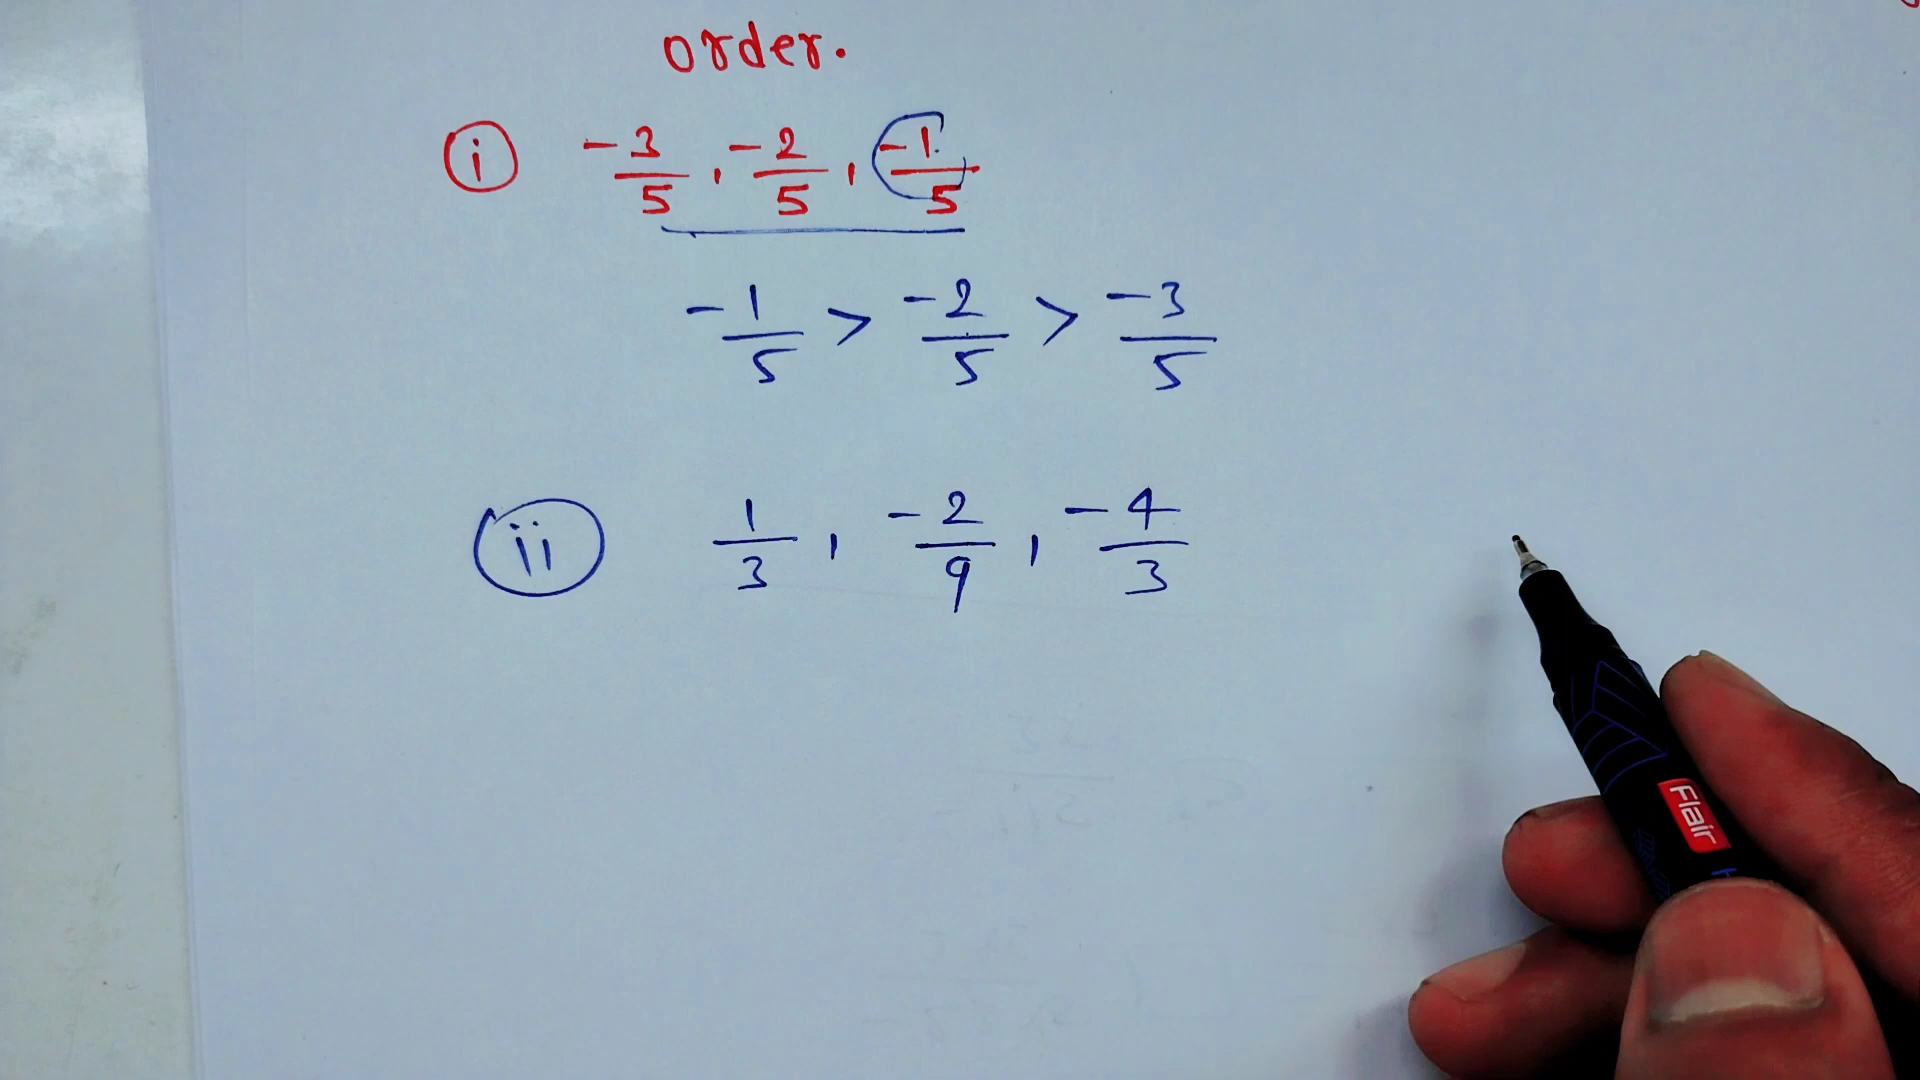 order.
(i) -3/5, -2/5, -1/5
-1/5 > -2/5 > -3/5
(ii) 1/3, -2/9, -4/3
Flair